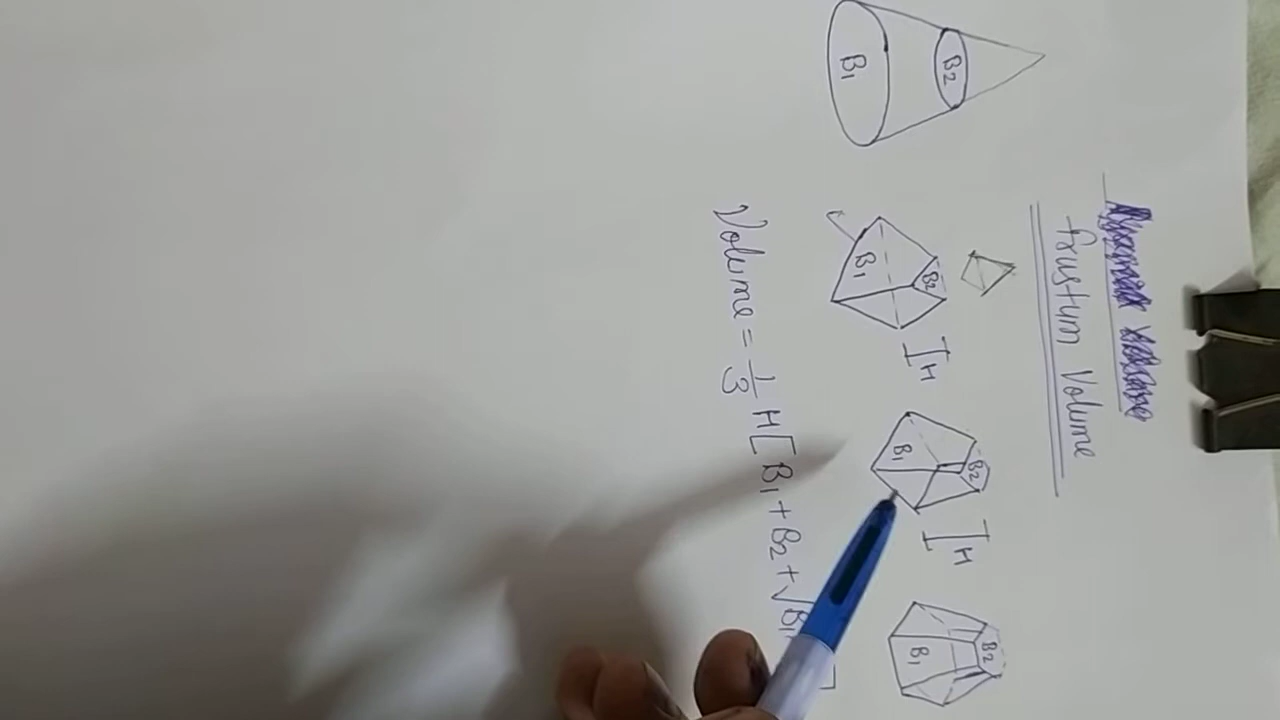 frustum Volume
B1
B2
B1
B2
H
B1
B2
H
B1
B2
Volume = 1/3 H [B1 + B2 + √B1 ]